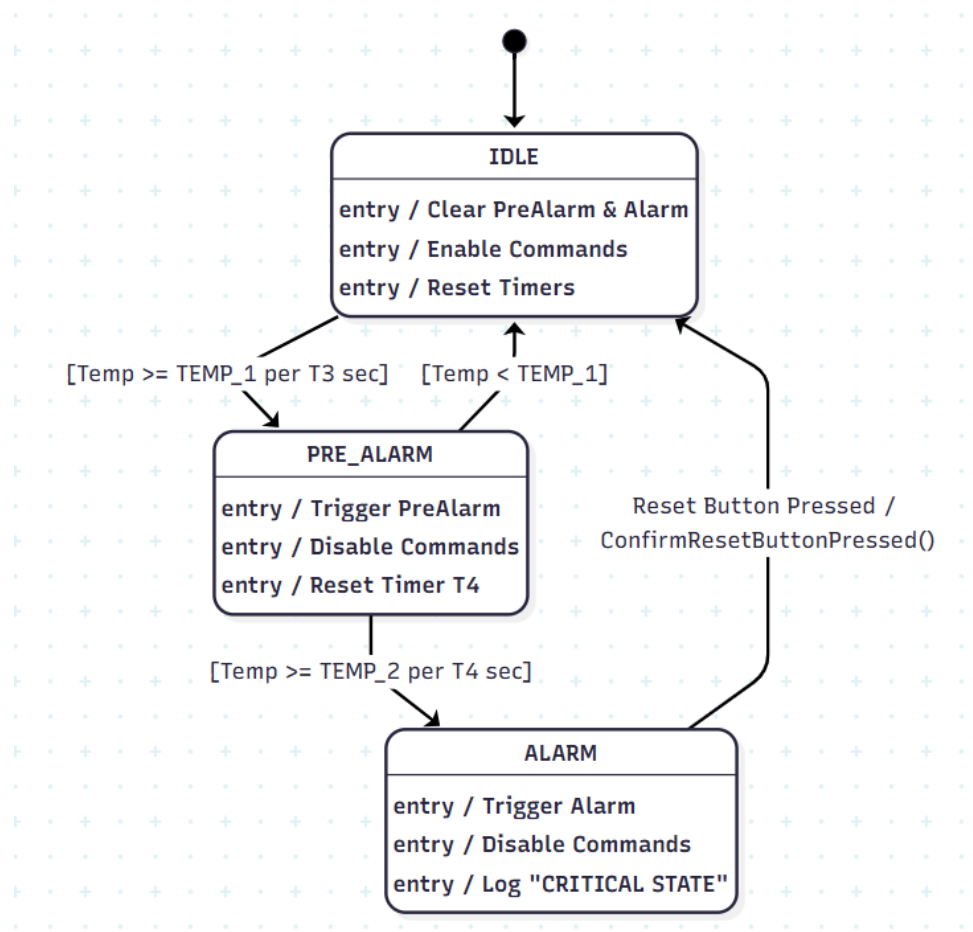 IDLE
entry / Clear PreAlarm & Alarm
entry / Enable Commands
entry / Reset Timers
[Temp >= TEMP_1 per T3 sec]
[Temp < TEMP_1]
PRE_ALARM
entry / Trigger PreAlarm
entry / Disable Commands
entry / Reset Timer T4
Reset Button Pressed /
ConfirmResetButtonPressed()
[Temp >= TEMP_2 per T4 sec]
ALARM
entry / Trigger Alarm
entry / Disable Commands
entry / Log "CRITICAL STATE"